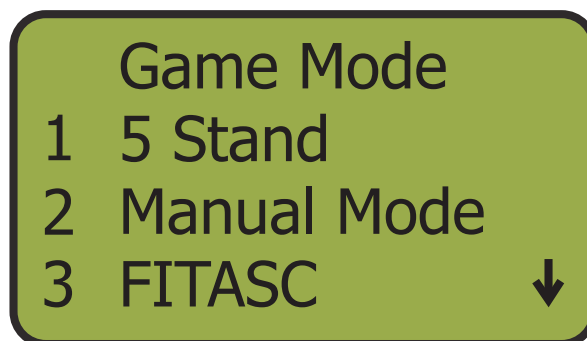 Game Mode
1 5 Stand
2 Manual Mode
3 FITASC ↓